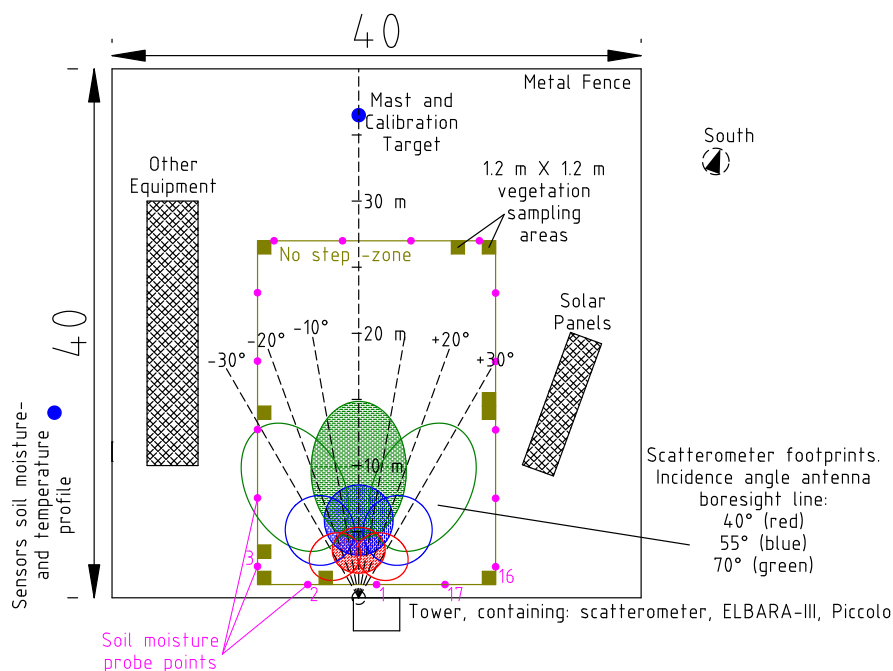 40
Metal Fence
Mast and
Calibration
Target
South
Other
Equipment
1.2 m X 1.2 m
vegetation
sampling
areas
30 m
No step -zone
40
Solar
Panels
20 m
-10°
-20°
-30°
+20°
+30°
Sensors soil moisture-
and temperature
profile
10 m
Scatterometer footprints.
Incidence angle antenna
boresight line:
40° (red)
55° (blue)
70° (green)
3
16
2
1
17
Tower, containing: scatterometer, ELBARA-III, Piccolo
Soil moisture
probe points